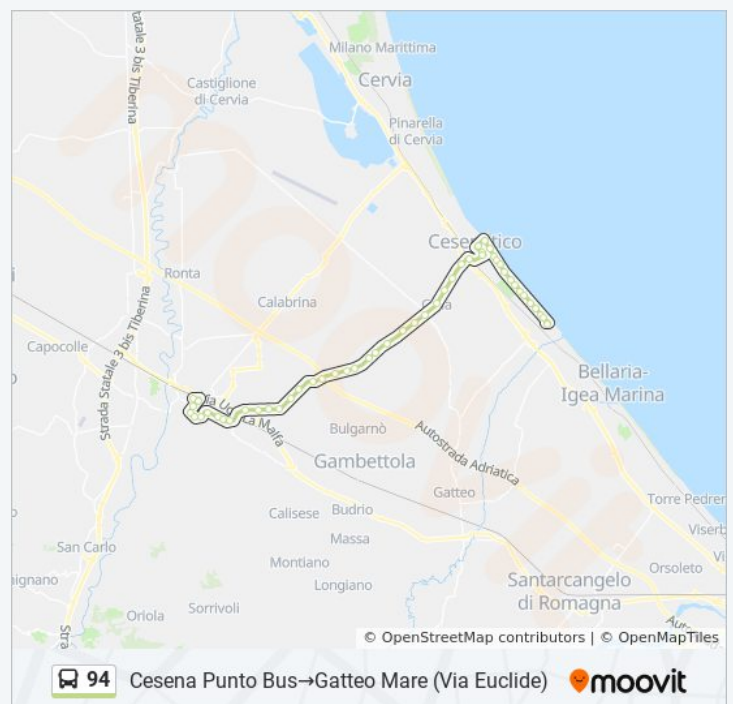 Statale 3 bis Tiberina
Milano Marittima
Cervia
Castiglione
di Cervia
Pinarella
di Cervia
Ronta
Calabrina
Capocolle
Strada Statale 3 bis Tiberina
Bulgarnò
Gambettola
Autostrada Adriatica
Bellaria-
Igea Marina
Gatteo
Calisese
Budrio
Massa
Torre Pedrer
Viserb
San Carlo
Montiano
Longiano
Orsoleto
Santarcangelo
di Romagna
Sorrivoli
Oriola
© OpenStreetMap contributors | © OpenMapTiles
94 Cesena Punto Bus→Gatteo Mare (Via Euclide) moovit